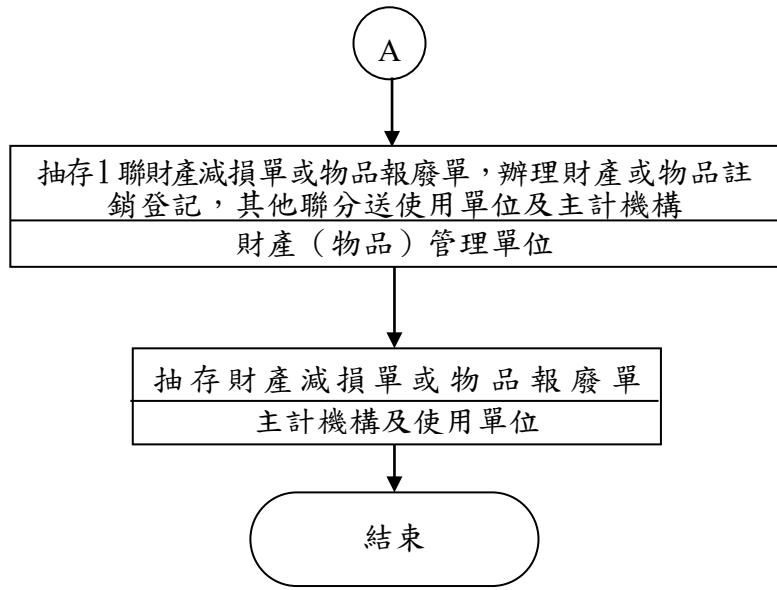 A
抽存1聯財產減損單或物品報廢單，辦理財產或物品註
銷登記，其他聯分送使用單位及主計機構
財產（物品）管理單位
抽存財產減損單或物品報廢單
主計機構及使用單位
結束